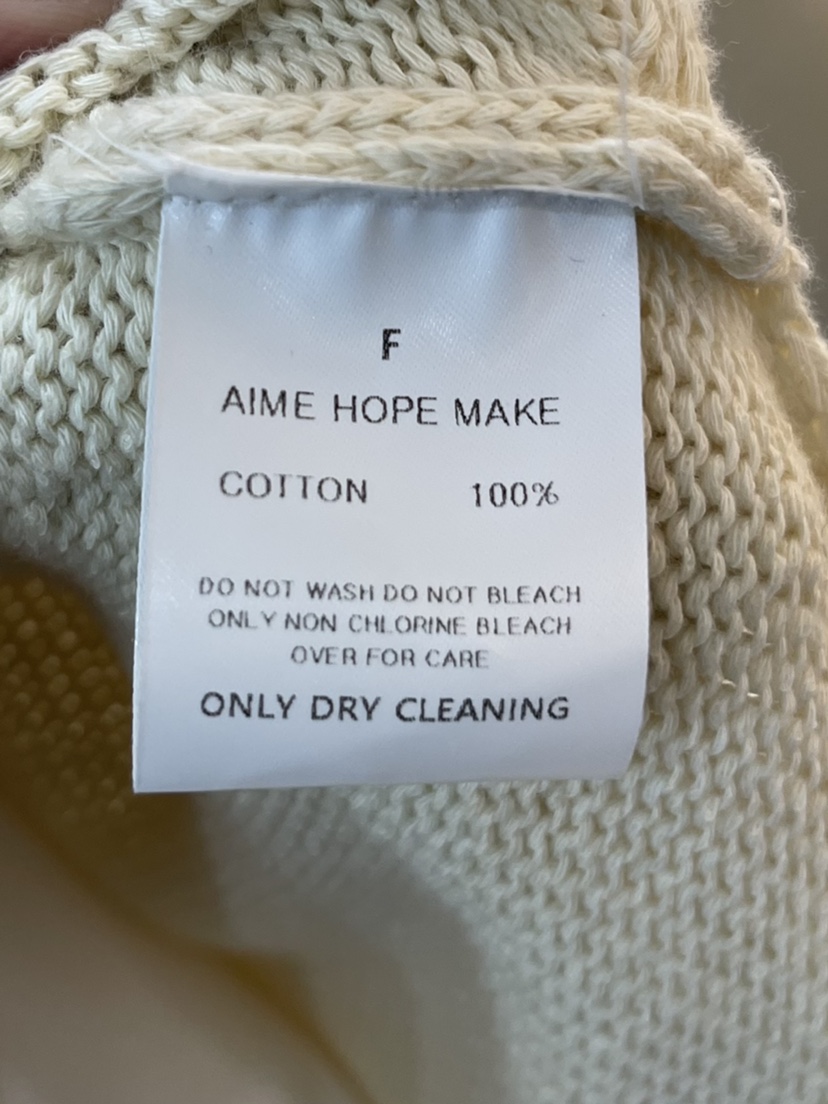 F
AIME HOPE MAKE
COTTON 100%
DO NOT WASH DO NOT BLEACH
ONLY NON CHLORINE BLEACH
OVER FOR CARE
ONLY DRY CLEANING